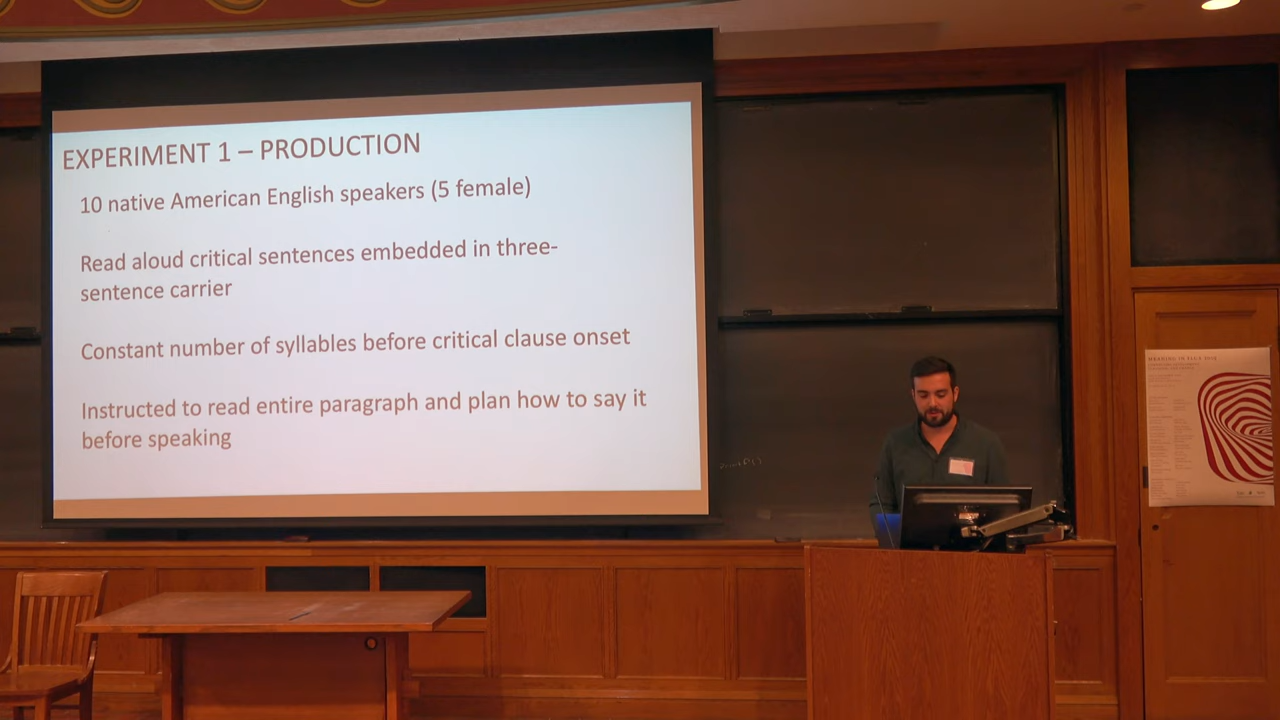 EXPERIMENT 1 – PRODUCTION
10 native American English speakers (5 female)
Read aloud critical sentences embedded in three-
sentence carrier
Constant number of syllables before critical clause onset
Instructed to read entire paragraph and plan how to say it
before speaking